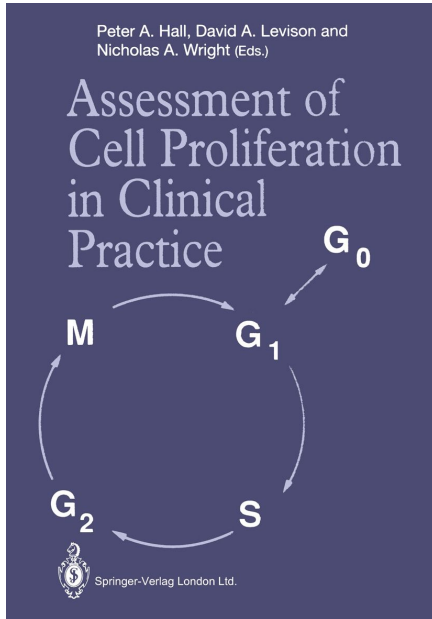 Peter A. Hall, David A. Levison and
Nicholas A. Wright (Eds.)
Assessment of
Cell Proliferation
in Clinical
Practice
G0
M
G1
G2
S
Springer-Verlag London Ltd.